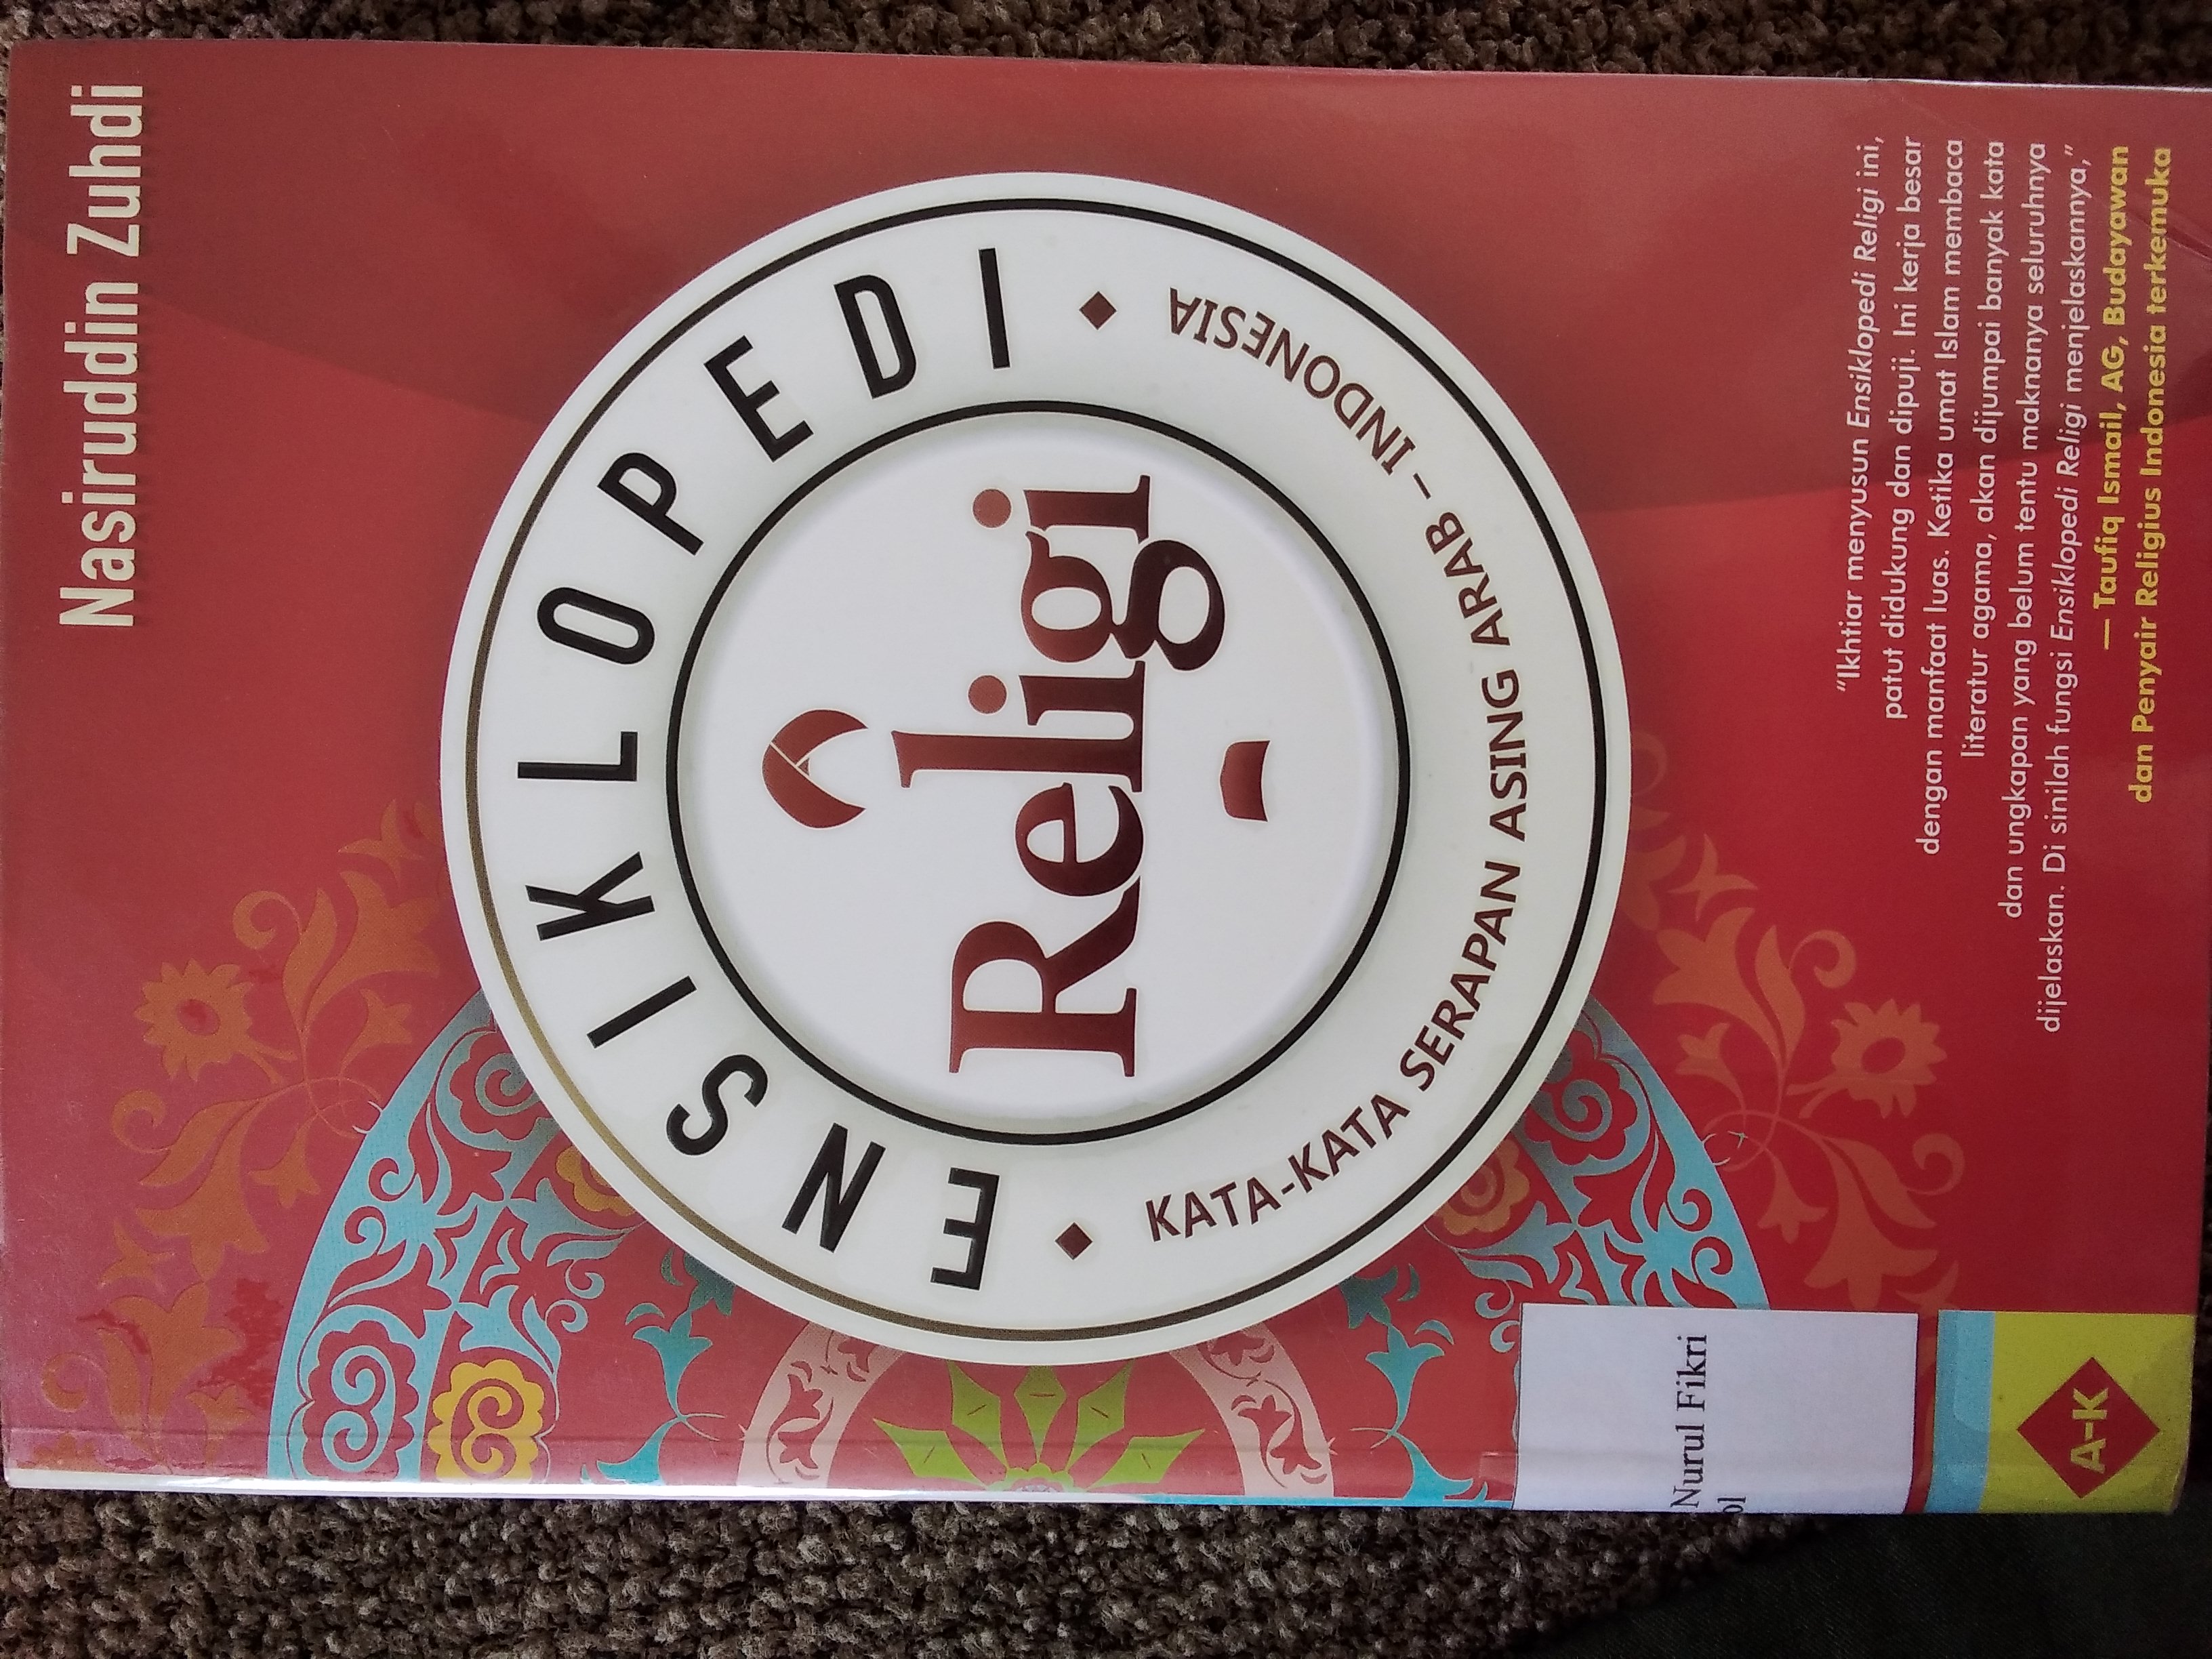 Nasiruddin Zuhdi
ENSIKLOPEDI
Religi
KATA-KATA SERAPAN ASING ARAB – INDONESIA
"Ikhtiar menyusun Ensiklopedi Religi ini,
patut didukung dan dipuji. Ini kerja besar
dengan manfaat luas. Ketika umat Islam membaca
literatur agama, akan dijumpai banyak kata
dan ungkapan yang belum tentu maknanya seluruhnya
dijelaskan. Di sinilah fungsi Ensiklopedi Religi menjelaskannya,"
— Taufiq Ismail, AG, Budayawan
dan Penyair Religius Indonesia terkemuka
Nurul Fikri
A-K